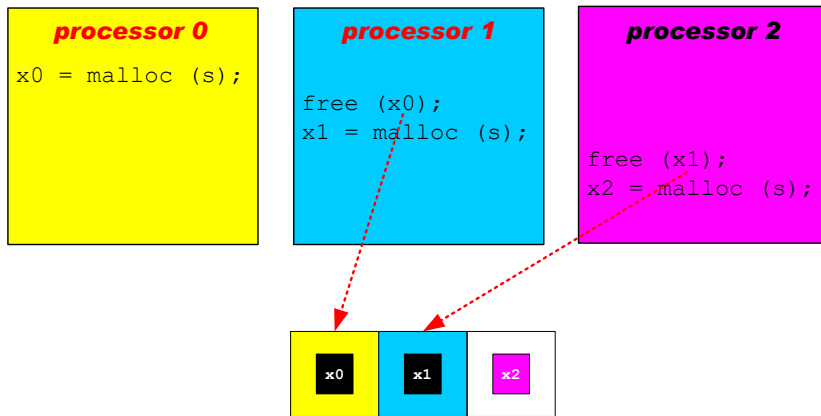 processor 0
x0 = malloc (s);
processor 1
free (x0);
x1 = malloc (s);
processor 2
free (x1);
x2 = malloc (s);
x0
x1
x2